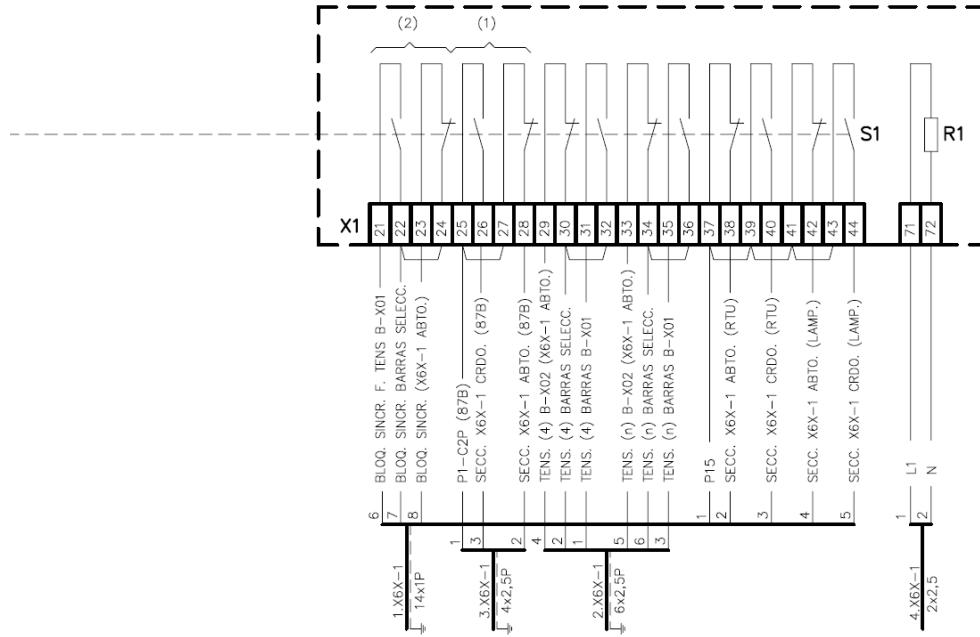 (2)
(1)
S1
R1
X1
21
22
23
24
25
26
27
28
29
30
31
32
33
34
35
36
37
38
39
40
41
42
43
44
71
72
BLOQ. SINCR. F. TENS B-X01
BLOQ. SINCR. BARRAS SELECC.
BLOQ. SINCR. (X6X-1 ABTO.)
P1-C2P (87B)
SECC. X6X-1 CRDO. (87B)
SECC. X6X-1 ABTO. (87B)
TENS. (4) B-X02 (X6X-1 ABTO.)
TENS. (4) BARRAS SELECC.
TENS. (4) BARRAS B-X01
TENS. (n) B-X02 (X6X-1 ABTO.)
TENS. (n) BARRAS SELECC.
TENS. (n) BARRAS B-X01
P15
SECC. X6X-1 ABTO. (RTU)
SECC. X6X-1 CRDO. (RTU)
SECC. X6X-1 ABTO. (LAMP.)
SECC. X6X-1 CRDO. (LAMP.)
L1
N
6
7
8
1
3
2
4
2
1
5
6
3
1
2
3
4
5
1
2
1.X6X-1
14x1P
3.X6X-1
4x2,5P
2.X6X-1
6x2,5P
4.X6X-1
2x2,5